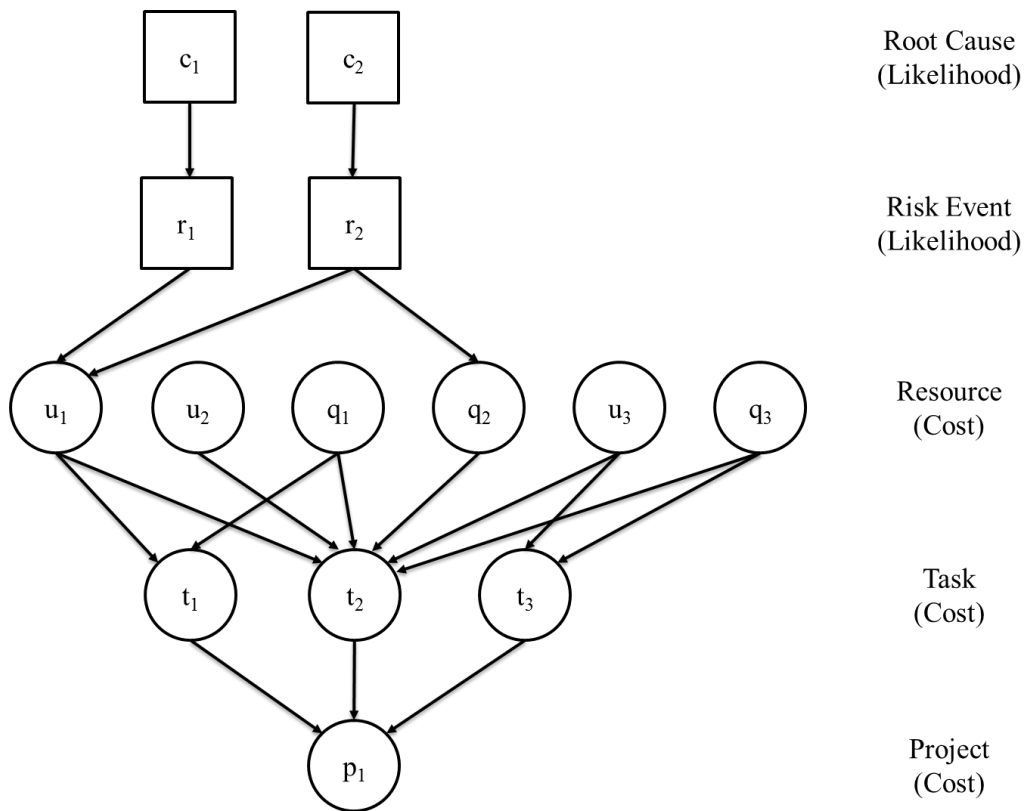 c₁
c₂
Root Cause
(Likelihood)
r₁
r₂
Risk Event
(Likelihood)
u₁
u₂
q₁
q₂
u₃
q₃
Resource
(Cost)
t₁
t₂
t₃
Task
(Cost)
p₁
Project
(Cost)